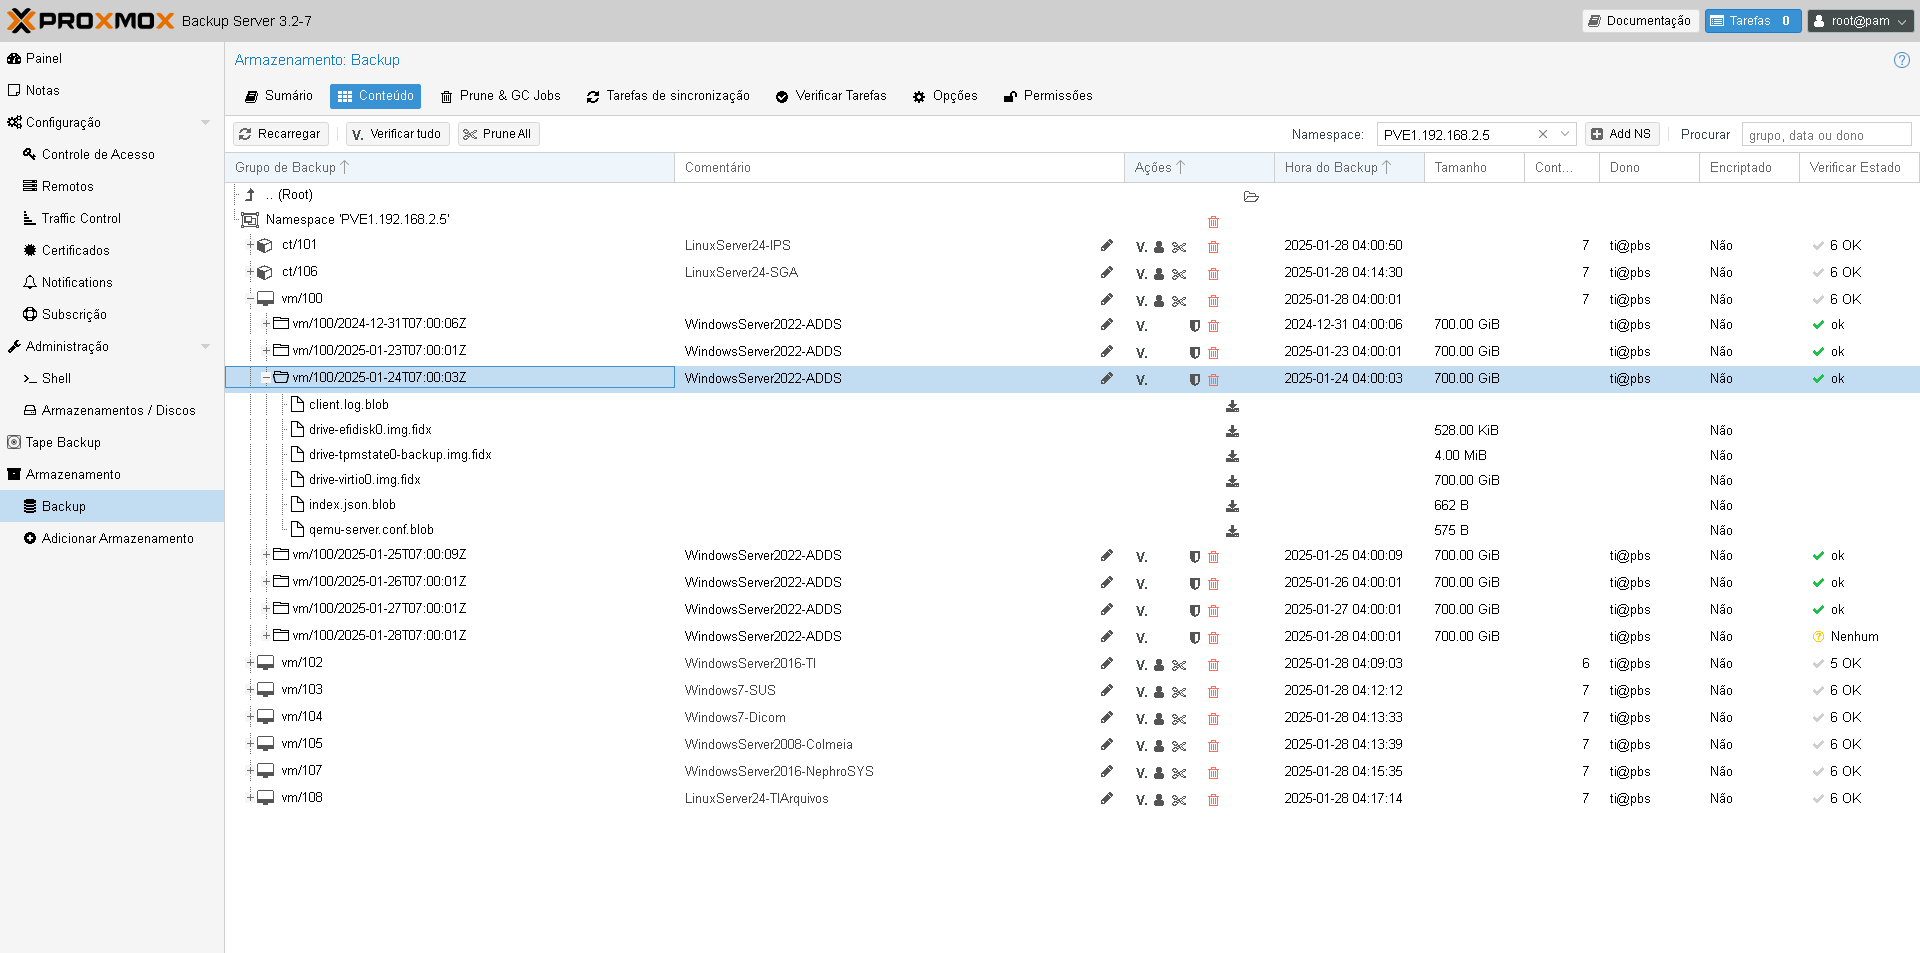 PROXMOX Backup Server 3.2-7
Documentação
Tarefas 0
root@pam
Painel
Notas
Configuração
Controle de Acesso
Remotos
Traffic Control
Certificados
Notifications
Subscrição
Administração
Shell
Armazenamentos / Discos
Tape Backup
Armazenamento
Backup
Adicionar Armazenamento
Armazenamento: Backup
Sumário Conteúdo Prune & GC Jobs Tarefas de sincronização Verificar Tarefas Opções Permissões
Recarregar V. Verificar tudo Prune All Namespace: PVE1.192.168.2.5 Add NS Procurar grupo, data ou dono
Grupo de Backup Comentário Ações Hora do Backup Tamanho Cont... Dono Encriptado Verificar Estado
.. (Root)
Namespace 'PVE1.192.168.2.5'
ct/101 LinuxServer24-IPS V. 2025-01-28 04:00:50 7 ti@pbs Não 6 OK
ct/106 LinuxServer24-SGA V. 2025-01-28 04:14:30 7 ti@pbs Não 6 OK
vm/100 V. 2025-01-28 04:00:01 7 ti@pbs Não 6 OK
vm/100/2024-12-31T07:00:06Z WindowsServer2022-ADDS V. 2024-12-31 04:00:06 700.00 GiB ti@pbs Não ok
vm/100/2025-01-23T07:00:01Z WindowsServer2022-ADDS V. 2025-01-23 04:00:01 700.00 GiB ti@pbs Não ok
vm/100/2025-01-24T07:00:03Z WindowsServer2022-ADDS V. 2025-01-24 04:00:03 700.00 GiB ti@pbs Não ok
client.log.blob
drive-efidisk0.img.fidx 528.00 KiB Não
drive-tpmstate0-backup.img.fidx 4.00 MiB Não
drive-virtio0.img.fidx 700.00 GiB Não
index.json.blob 662 B Não
qemu-server.conf.blob 575 B Não
vm/100/2025-01-25T07:00:09Z WindowsServer2022-ADDS V. 2025-01-25 04:00:09 700.00 GiB ti@pbs Não ok
vm/100/2025-01-26T07:00:01Z WindowsServer2022-ADDS V. 2025-01-26 04:00:01 700.00 GiB ti@pbs Não ok
vm/100/2025-01-27T07:00:01Z WindowsServer2022-ADDS V. 2025-01-27 04:00:01 700.00 GiB ti@pbs Não ok
vm/100/2025-01-28T07:00:01Z WindowsServer2022-ADDS V. 2025-01-28 04:00:01 700.00 GiB ti@pbs Não Nenhum
vm/102 WindowsServer2016-TI V. 2025-01-28 04:09:03 6 ti@pbs Não 5 OK
vm/103 Windows7-SUS V. 2025-01-28 04:12:12 7 ti@pbs Não 6 OK
vm/104 Windows7-Dicom V. 2025-01-28 04:13:33 7 ti@pbs Não 6 OK
vm/105 WindowsServer2008-Colmeia V. 2025-01-28 04:13:39 7 ti@pbs Não 6 OK
vm/107 WindowsServer2016-NephroSYS V. 2025-01-28 04:15:35 7 ti@pbs Não 6 OK
vm/108 LinuxServer24-TIArquivos V. 2025-01-28 04:17:14 7 ti@pbs Não 6 OK